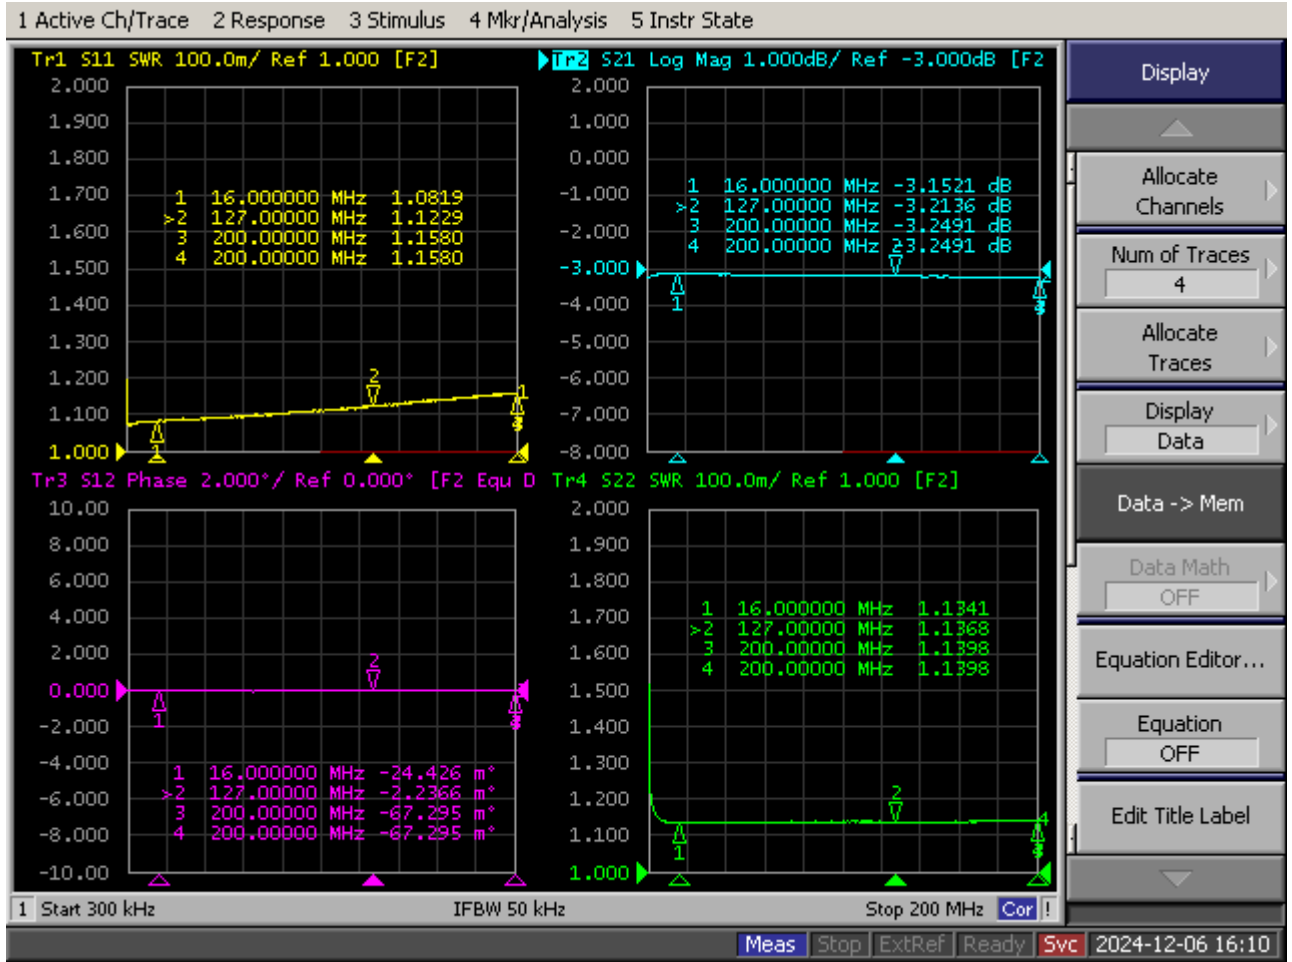 1 Active Ch/Trace 2 Response 3 Stimulus 4 Mkr/Analysis 5 Instr State
Tr1 S11 SWR 100.0m/ Ref 1.000 [F2]
2.000
1.900
1.800
1.700
1.600
1.500
1.400
1.300
1.200
1.100
1.000
1 16.000000 MHz 1.0819
>2 127.00000 MHz 1.1229
3 200.00000 MHz 1.1580
4 200.00000 MHz 1.1580
2
1
1
Tr2 S21 Log Mag 1.000dB/ Ref -3.000dB [F2
2.000
1.000
0.000
-1.000
-2.000
-3.000
-4.000
-5.000
-6.000
-7.000
-8.000
1 16.000000 MHz -3.1521 dB
>2 127.00000 MHz -3.2136 dB
3 200.00000 MHz -3.2491 dB
4 200.00000 MHz -3.2491 dB
1
Tr3 S12 Phase 2.000°/ Ref 0.000° [F2 Equ D
10.00
8.000
6.000
4.000
2.000
0.000
-2.000
-4.000
-6.000
-8.000
-10.00
2
1
1 16.000000 MHz -24.426 m°
>2 127.00000 MHz -2.2366 m°
3 200.00000 MHz -67.295 m°
4 200.00000 MHz -67.295 m°
Tr4 S22 SWR 100.0m/ Ref 1.000 [F2]
2.000
1.900
1.800
1.700
1.600
1.500
1.400
1.300
1.200
1.100
1.000
1 16.000000 MHz 1.1341
>2 127.00000 MHz 1.1368
3 200.00000 MHz 1.1398
4 200.00000 MHz 1.1398
2
1
4
1 Start 300 kHz IFBW 50 kHz Stop 200 MHz Cor !
Meas Stop ExtRef Ready Svc 2024-12-06 16:10
Display
Allocate
Channels
Num of Traces
4
Allocate
Traces
Display
Data
Data -> Mem
Data Math
OFF
Equation Editor...
Equation
OFF
Edit Title Label